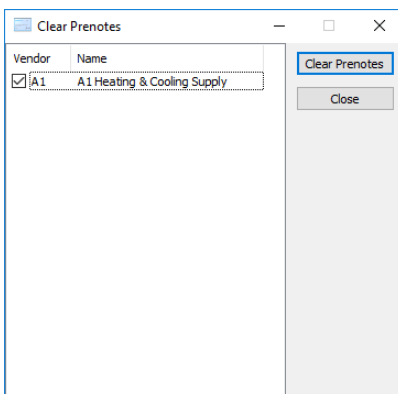 Clear Prenotes
Vendor Name
A1 A1 Heating & Cooling Supply
Clear Prenotes
Close